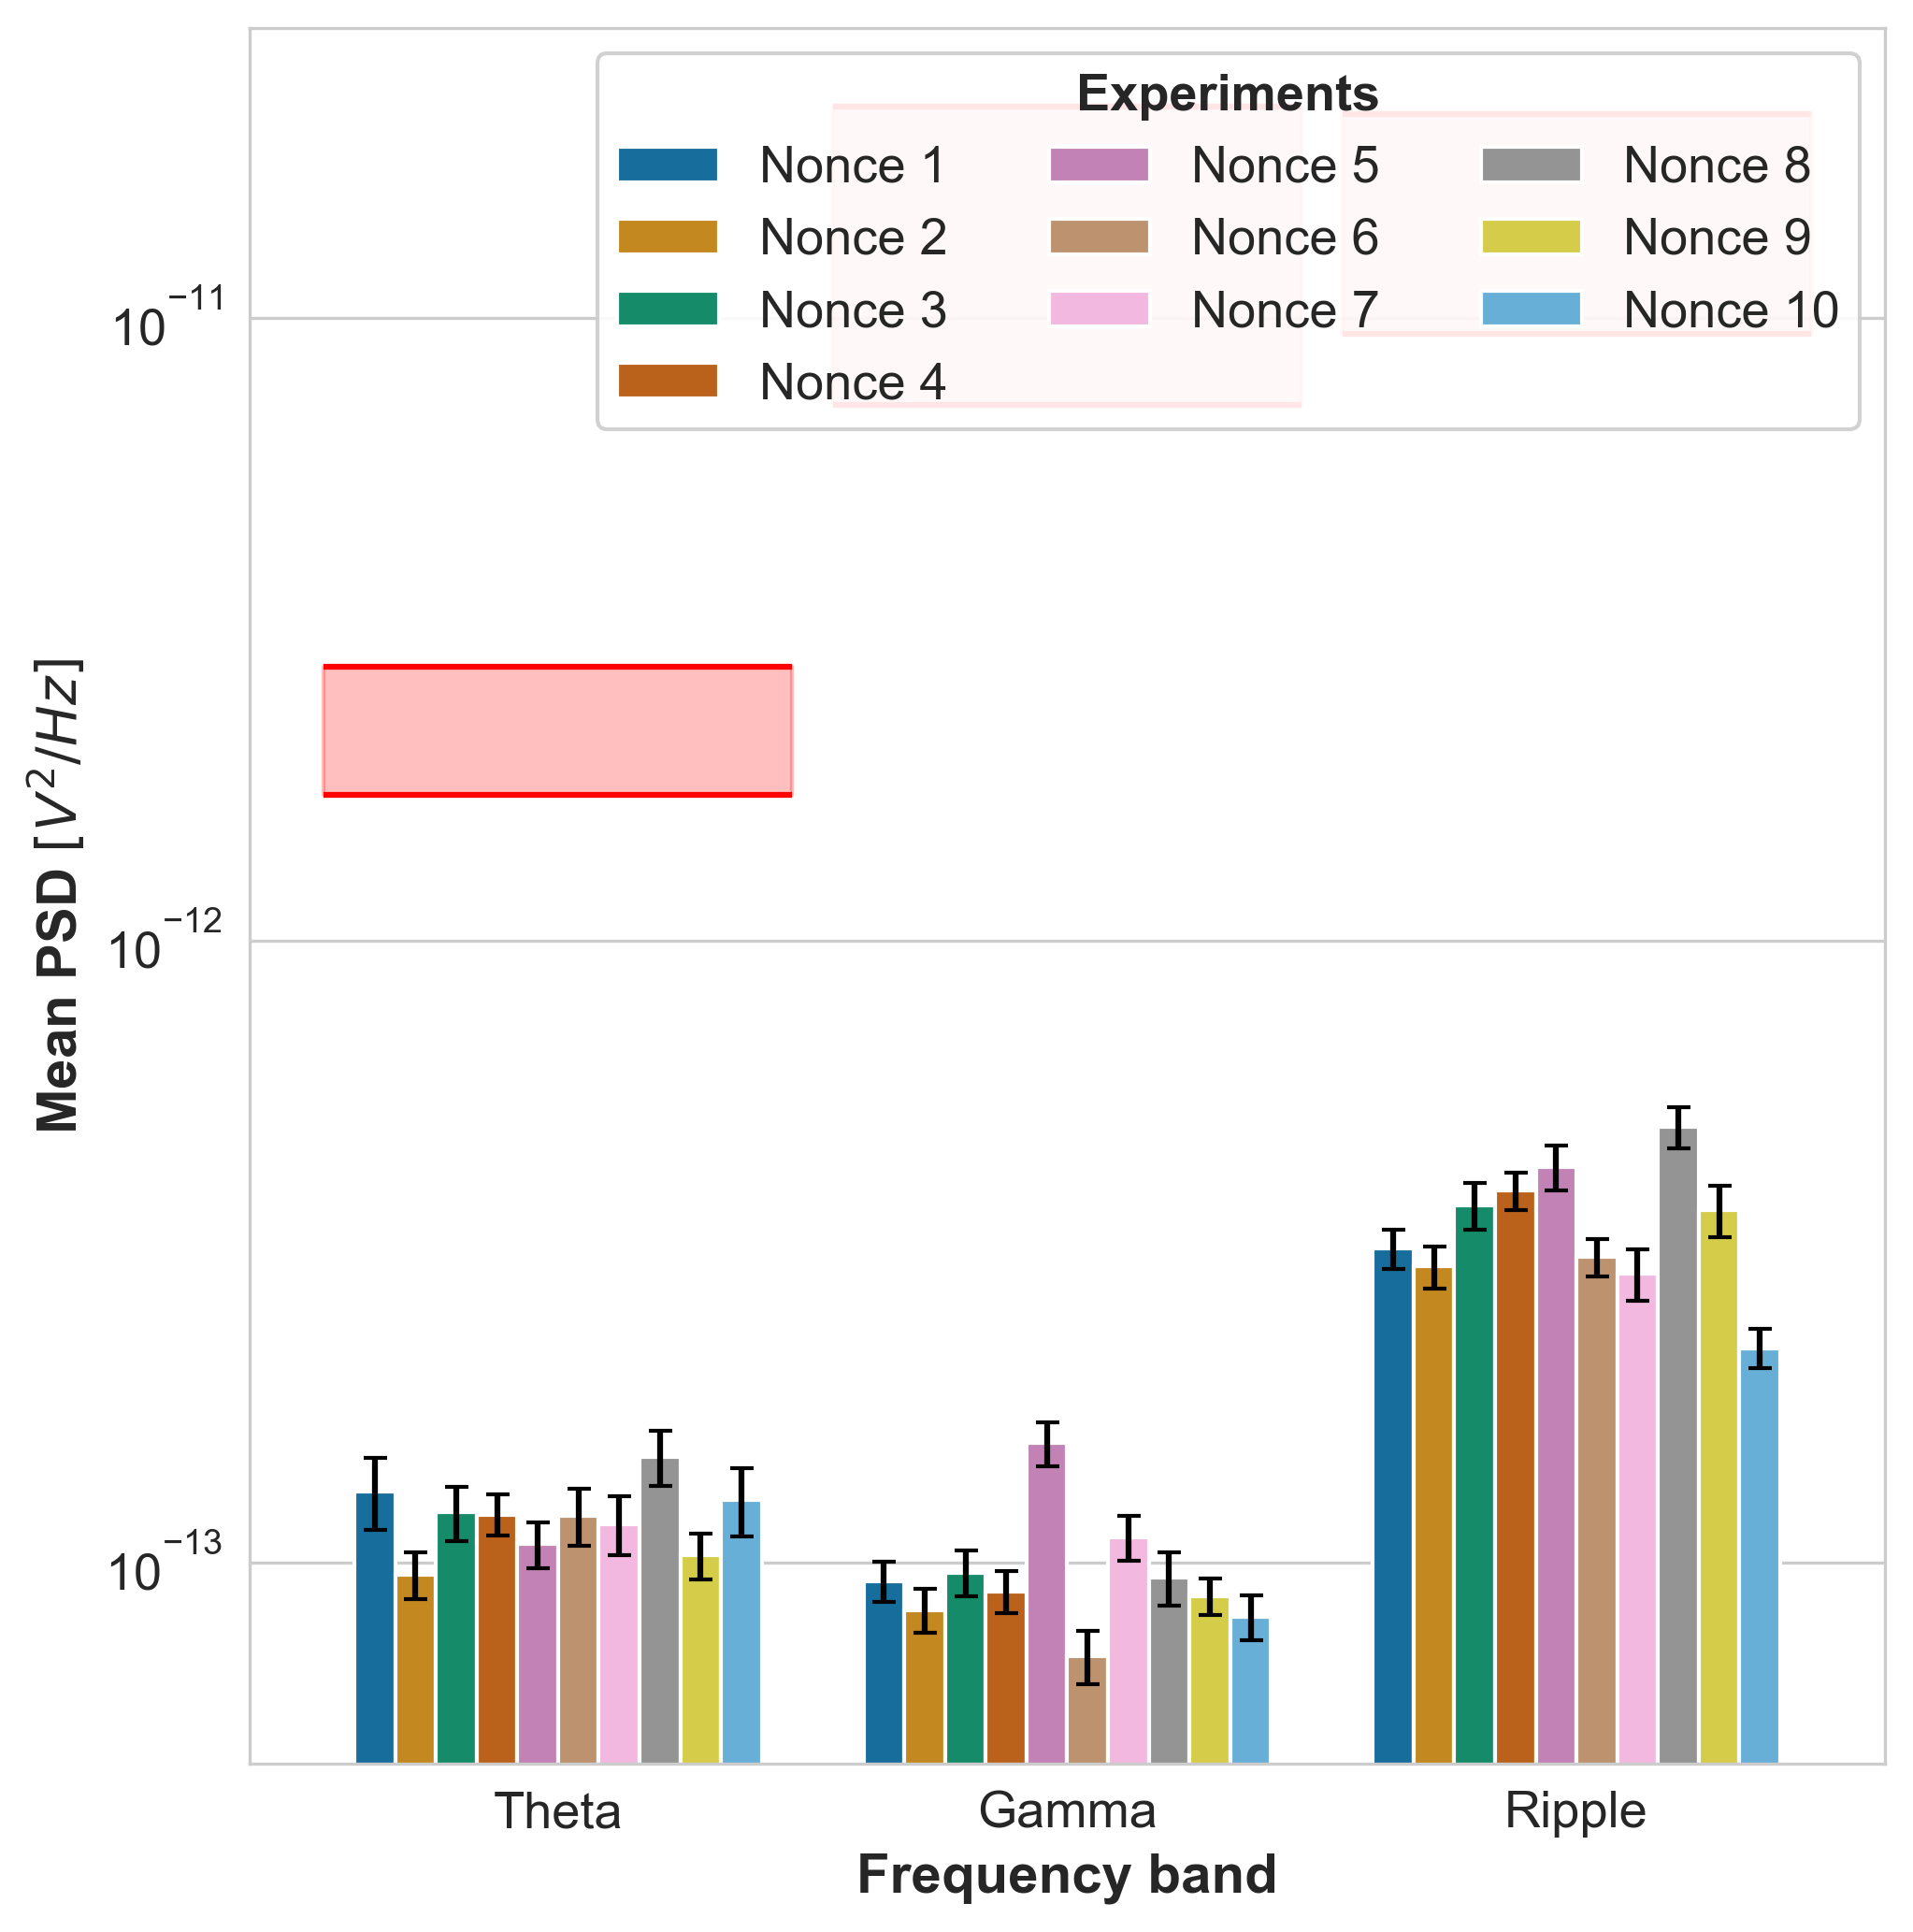 Experiments
Nonce 1
Nonce 2
Nonce 3
Nonce 4
Nonce 5
Nonce 6
Nonce 7
Nonce 8
Nonce 9
Nonce 10
10⁻¹¹
10⁻¹²
10⁻¹³
Mean PSD [V²/Hz]
Theta Gamma Ripple
Frequency band